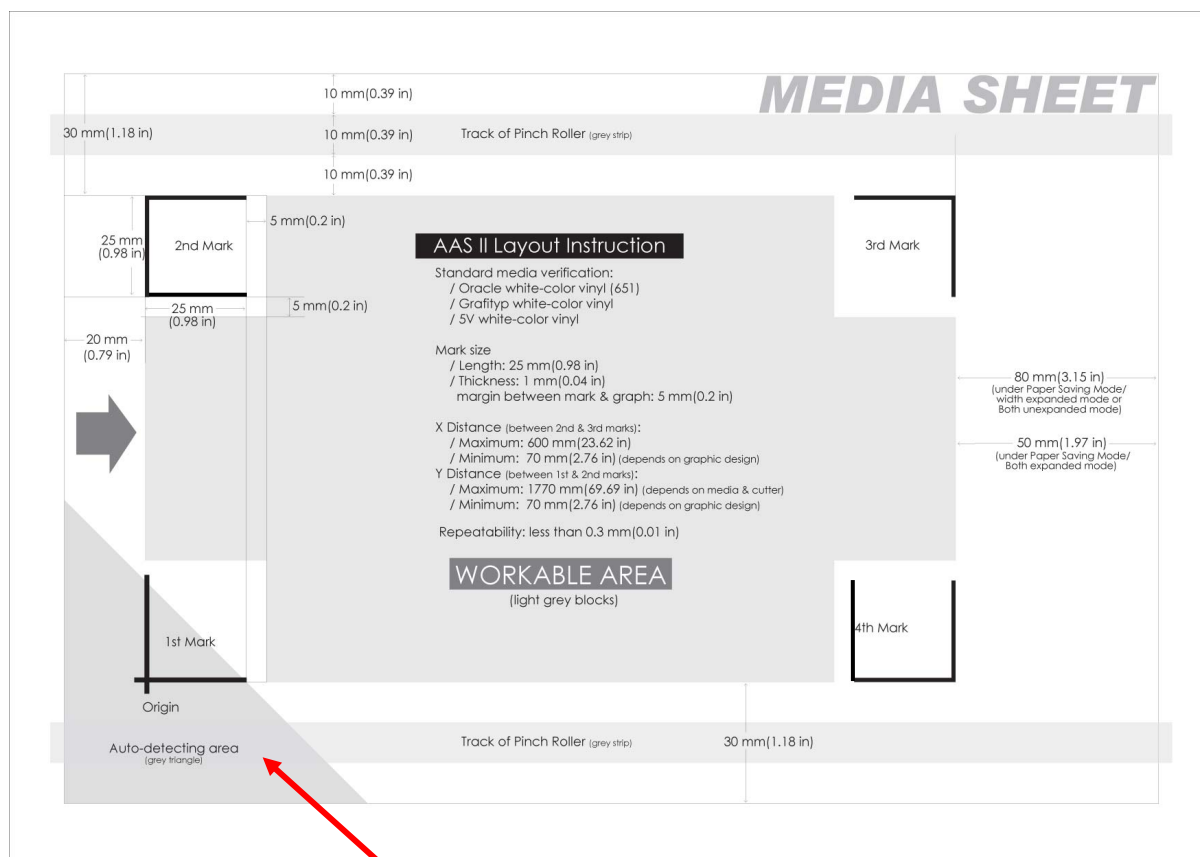 MEDIA SHEET
10 mm(0.39 in)
30 mm(1.18 in)
10 mm(0.39 in)
Track of Pinch Roller (grey strip)
10 mm(0.39 in)
5 mm(0.2 in)
25 mm
(0.98 in)
2nd Mark
3rd Mark
AAS II Layout Instruction
Standard media verification:
/ Oracle white-color vinyl (651)
/ Grafityp white-color vinyl
/ 5V white-color vinyl
25 mm
(0.98 in)
5 mm(0.2 in)
20 mm
(0.79 in)
Mark size
/ Length: 25 mm(0.98 in)
/ Thickness: 1 mm(0.04 in)
margin between mark & graph: 5 mm(0.2 in)
80 mm(3.15 in)
(under Paper Saving Mode/
width expanded mode or
Both unexpanded mode)
X Distance (between 2nd & 3rd marks):
/ Maximum: 600 mm(23.62 in)
/ Minimum: 70 mm(2.76 in) (depends on graphic design)
Y Distance (between 1st & 2nd marks):
/ Maximum: 1770 mm(69.69 in) (depends on media & cutter)
/ Minimum: 70 mm(2.76 in) (depends on graphic design)
50 mm(1.97 in)
(under Paper Saving Mode/
Both expanded mode)
Repeatability: less than 0.3 mm(0.01 in)
WORKABLE AREA
(light grey blocks)
1st Mark
4th Mark
Origin
Auto-detecting area
(grey triangle)
Track of Pinch Roller (grey strip)
30 mm(1.18 in)